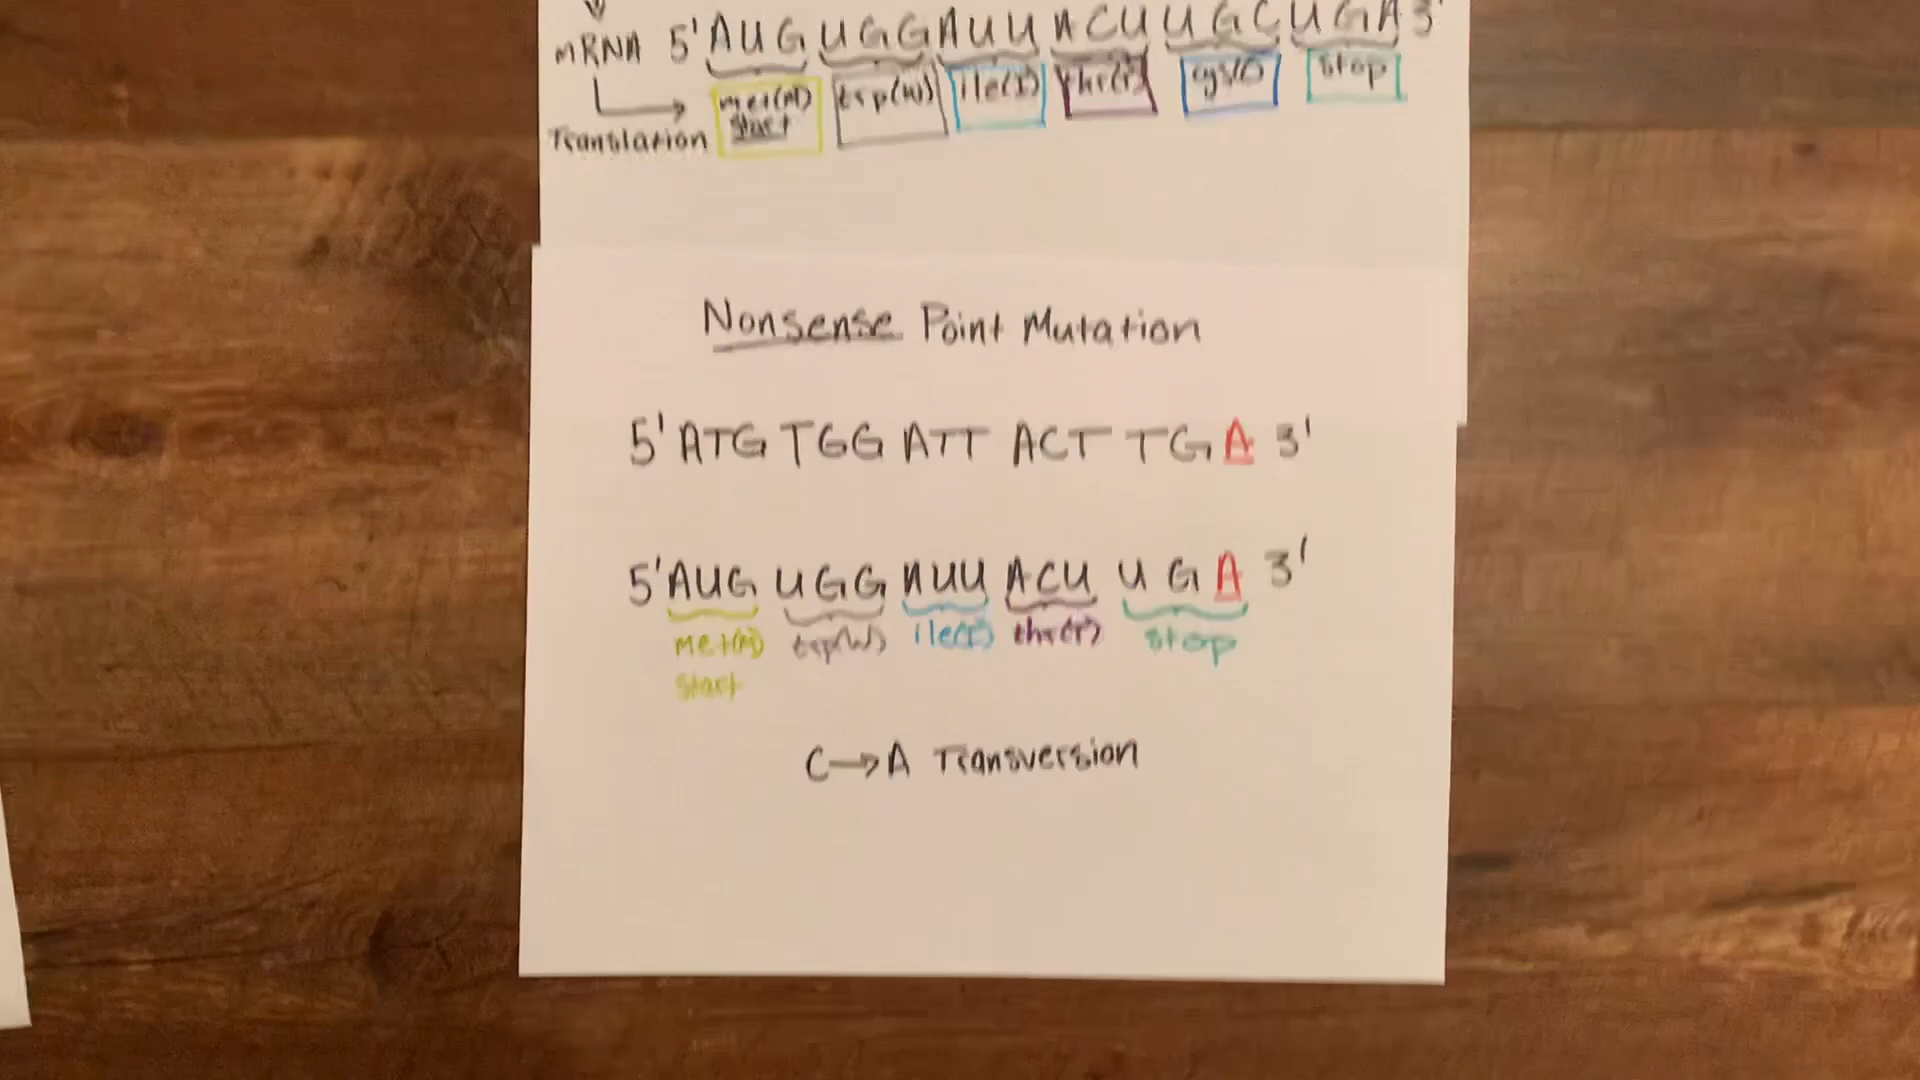 mRNA 5' AUG UGG AUU ACU UGC UGA 3'
met(M) trp(W) ile(I) thr(T) cys(C) stop
start
Translation
Nonsense Point Mutation
5' ATG TGG ATT ACT TGA 3'
5' AUG UGG AUU ACU UGA 3'
met(M) trp(W) ile(I) thr(T) stop
start
C→A Transversion